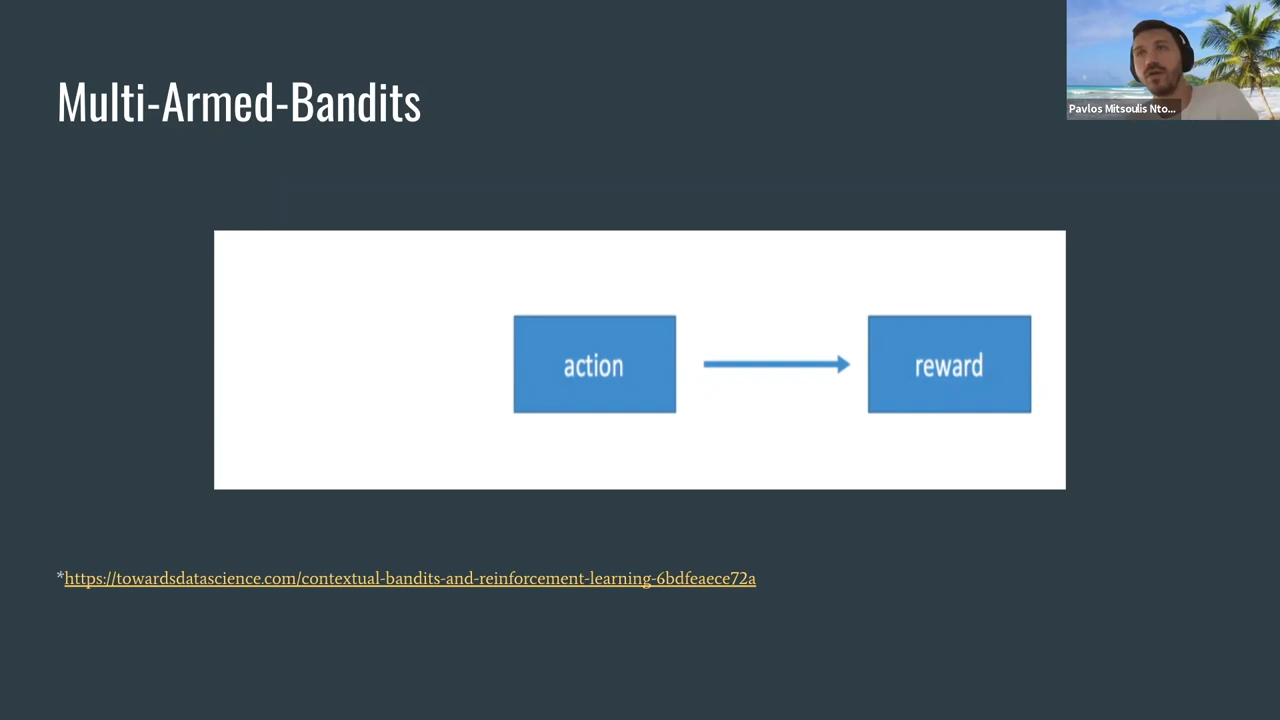 Multi-Armed-Bandits
Pavlos Mitsoulis Nto...
action
reward
*https://towardsdatascience.com/contextual-bandits-and-reinforcement-learning-6bdfeaece72a